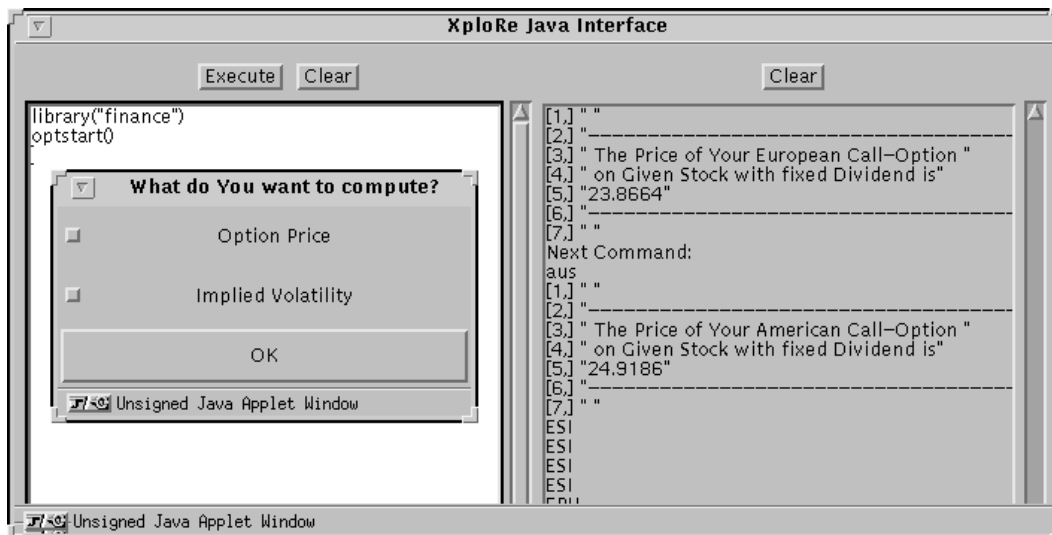 XploRe Java Interface
Execute Clear
Clear
library("finance")
optstart()
What do You want to compute?
Option Price
Implied Volatility
OK
Unsigned Java Applet Window
[1,] " "
[2,] "--------------------------------------
[3,] " The Price of Your European Call-Option "
[4,] " on Given Stock with fixed Dividend is"
[5,] "23.8664"
[6,] "--------------------------------------
[7,] " "
Next Command:
aus
[1,] " "
[2,] "--------------------------------------
[3,] " The Price of Your American Call-Option "
[4,] " on Given Stock with fixed Dividend is"
[5,] "24.9186"
[6,] "--------------------------------------
[7,] " "
ESI
ESI
ESI
ESI
Unsigned Java Applet Window